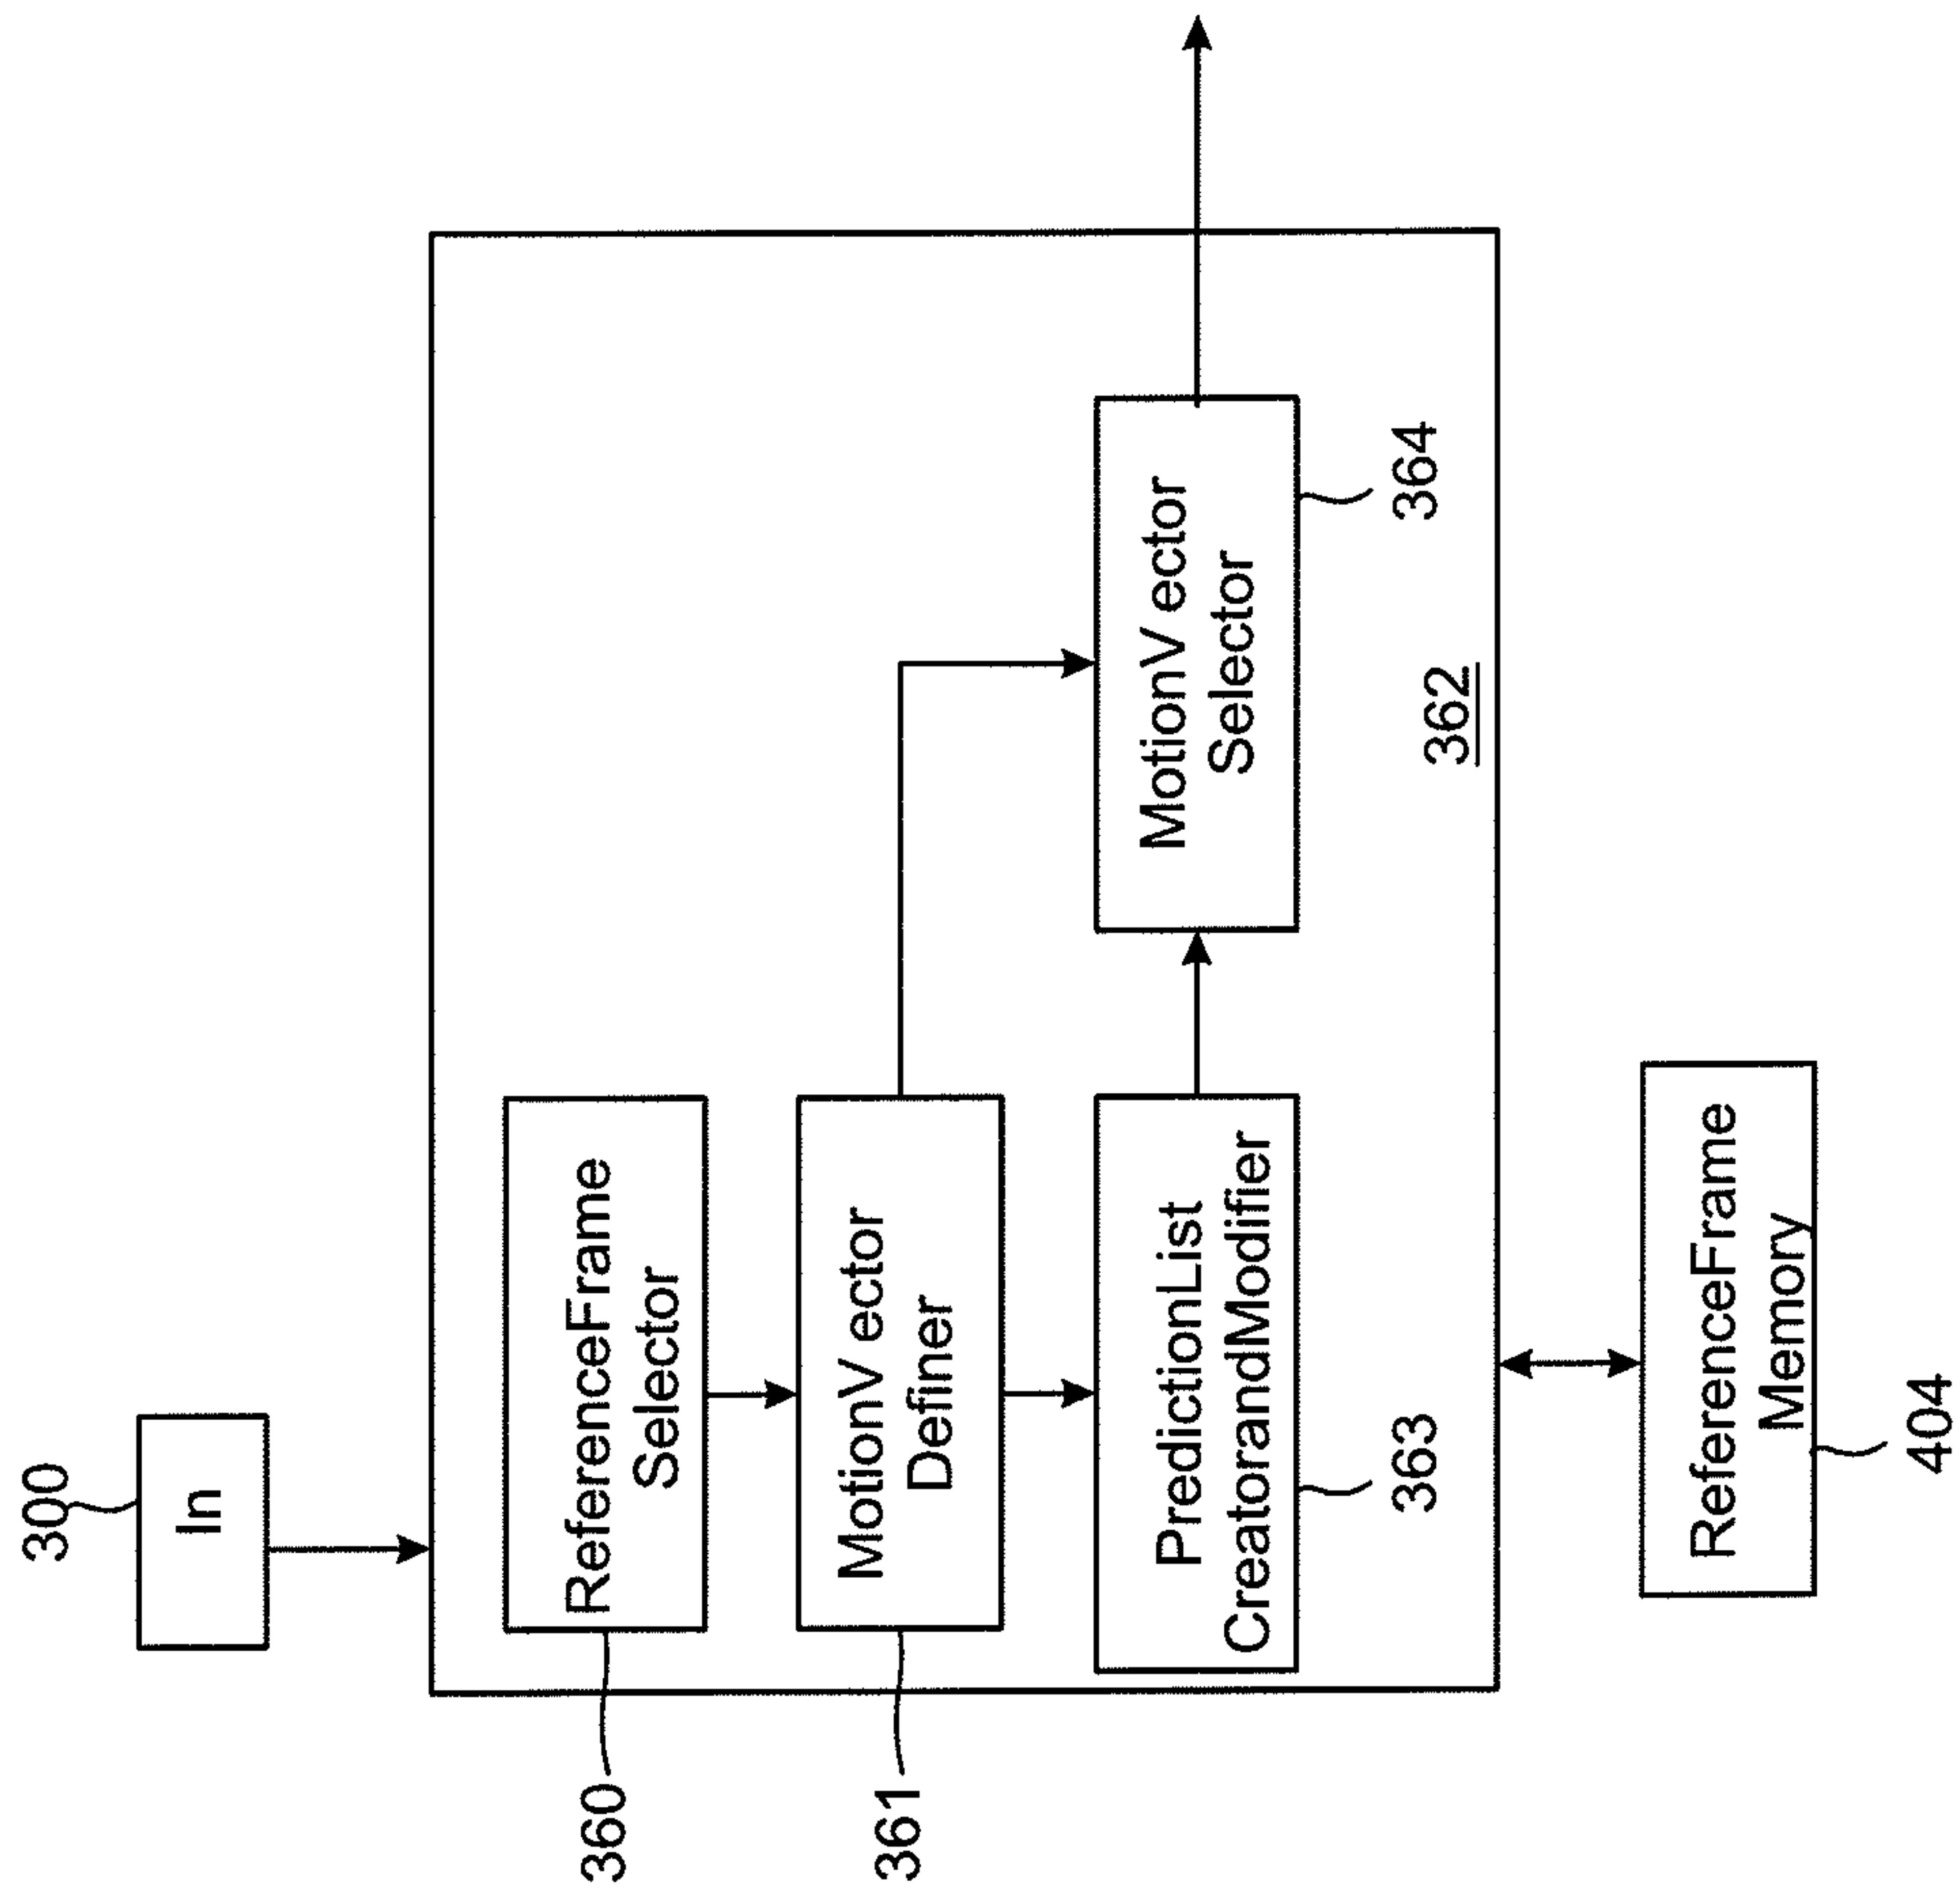 300
In
360
ReferenceFrame
Selector
361
MotionV ector
Definer
363
PredictionList
CreatorandModifier
MotionV ector
Selector
364
362
ReferenceFrame
Memory
404